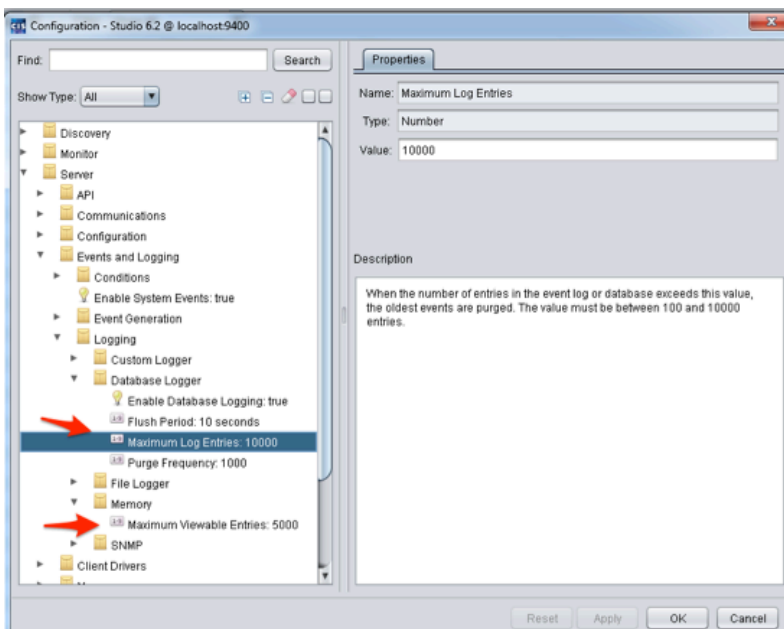 Configuration - Studio 6.2 @ localhost:9400
Find:
Search
Show Type: All
Discovery
Monitor
Server
API
Communications
Configuration
Events and Logging
Conditions
Enable System Events: true
Event Generation
Logging
Custom Logger
Database Logger
Enable Database Logging: true
Flush Period: 10 seconds
Maximum Log Entries: 10000
Purge Frequency: 1000
File Logger
Memory
Maximum Viewable Entries: 5000
SNMP
Client Drivers
Properties
Name: Maximum Log Entries
Type: Number
Value: 10000
Description
When the number of entries in the event log or database exceeds this value,
the oldest events are purged. The value must be between 100 and 10000
entries.
Reset Apply OK Cancel